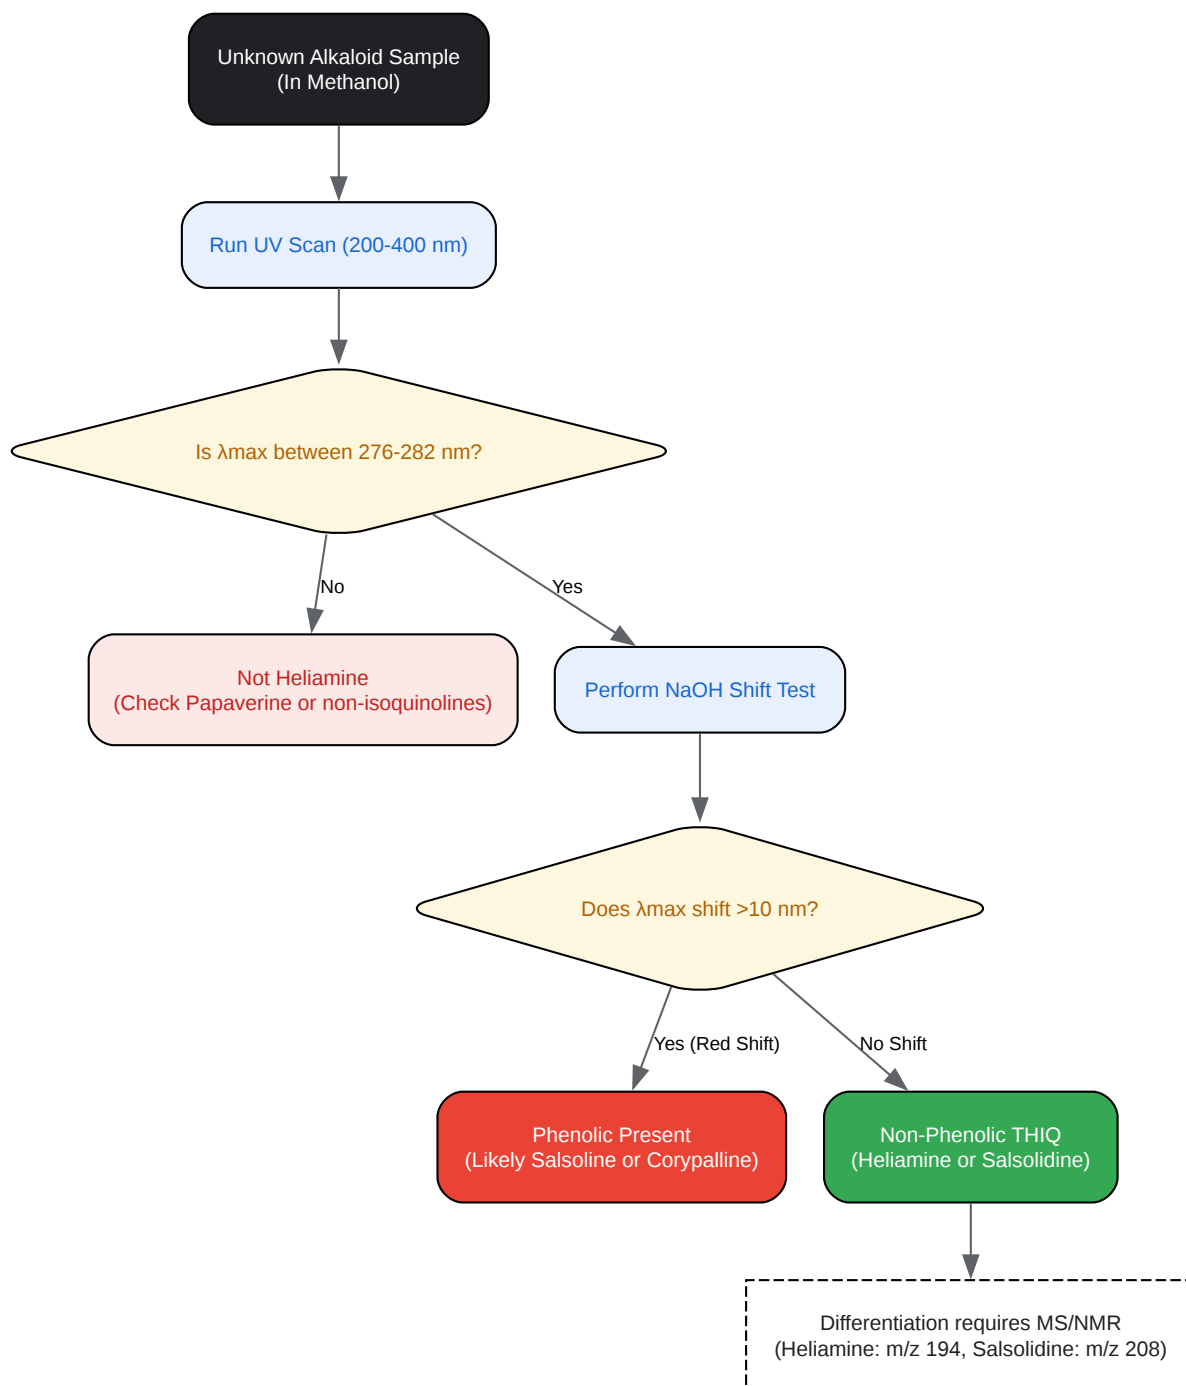 Unknown Alkaloid Sample
(In Methanol)
Run UV Scan (200-400 nm)
Is λmax between 276-282 nm?
No
Yes
Not Heliamine
(Check Papaverine or non-isoquinolines)
Perform NaOH Shift Test
Does λmax shift >10 nm?
Yes (Red Shift)
No Shift
Phenolic Present
(Likely Salsoline or Corypalline)
Non-Phenolic THIQ
(Heliamine or Salsolidine)
Differentiation requires MS/NMR
(Heliamine: m/z 194, Salsolidine: m/z 208)